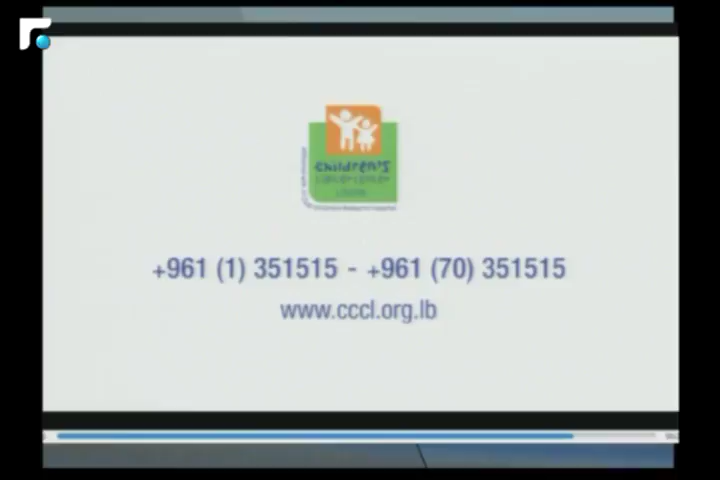 children's
+961 (1) 351515 - +961 (70) 351515
www.cccl.org.lb